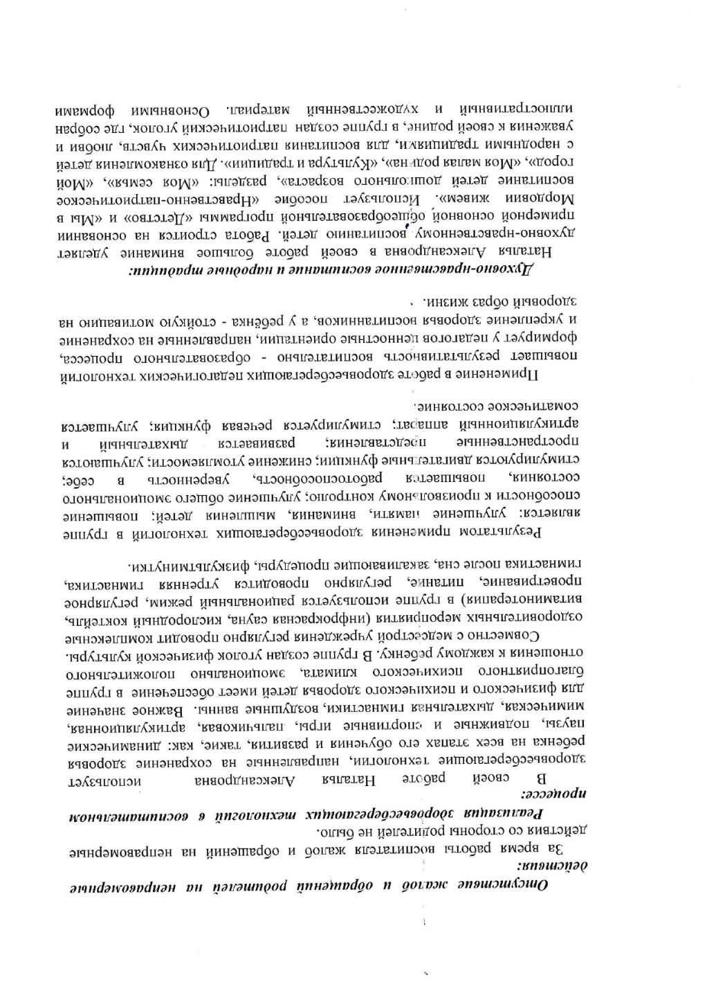 Отсутствие жалоб и обращений родителей на неправомерные
действия:
За время работы воспитателя жалоб и обращений на неправомерные
действия со стороны родителей не было.
Реализация здоровьесберегающих технологий в воспитательном
процессе:
В своей работе Наталья Александровна использует
здоровьесберегающие технологии, направленные на сохранение здоровья
ребенка на всех этапах его обучения и развития, такие, как: динамические
паузы, подвижные и спортивные игры, пальчиковая, артикуляционная,
мимическая, дыхательная гимнастики, воздушные ванны. Важное значение
для физического и психического здоровья детей имеет обеспечение в группе
благоприятного психического климата, эмоционально положительного
отношения к каждому ребенку. В группе создан уголок физической культуры.
Совместно с медсестрой учреждения регулярно проводит комплексные
оздоровительных мероприятия (инфрокрасная сауна, кислородный коктейль,
витаминотерапия) в группе используется рациональный режим, регулярное
проветривание, питание, регулярно проводится утренняя гимнастика,
гимнастика после сна, закаливающие процедуры, физкультминутки.
Результатом применения здоровьесберегающих технологий в группе
является: улучшение памяти, внимания, мышления детей; повышение
способности к произвольному контролю; улучшение общего эмоционального
состояния, повышается работоспособность, уверенность в себе;
стимулируются двигательные функции; снижение утомляемости; улучшаются
пространственные представления; развивается дыхательный и
артикуляционный аппарат; стимулируется речевая функция; улучшается
соматическое состояние.
Применение в работе здоровьесберегающих педагогических технологий
повышает результативность воспитательно - образовательного процесса,
формирует у педагогов ценностные ориентации, направленные на сохранение
и укрепление здоровья воспитанников, а у ребёнка - стойкую мотивацию на
здоровый образ жизни.
Духовно-нравственное воспитание и народные традиции:
Наталья Александровна в своей работе большое внимание уделяет
духовно-нравственному воспитанию детей. Работа строится на основании
примерной основной общеобразовательной программы «Детство» и «Мы в
Мордовии живем». Использует пособие «Нравственно-патриотическое
воспитание детей дошкольного возраста», разделы: «Моя семья», «Мой
город», «Моя малая родина», «Культура и традиции». Для ознакомления детей
с народными традициями, для воспитания патриотических чувств, любви и
уважения к своей родине, в группе создан патриотический уголок, где собран
иллюстративный и художественный материал. Основными формами